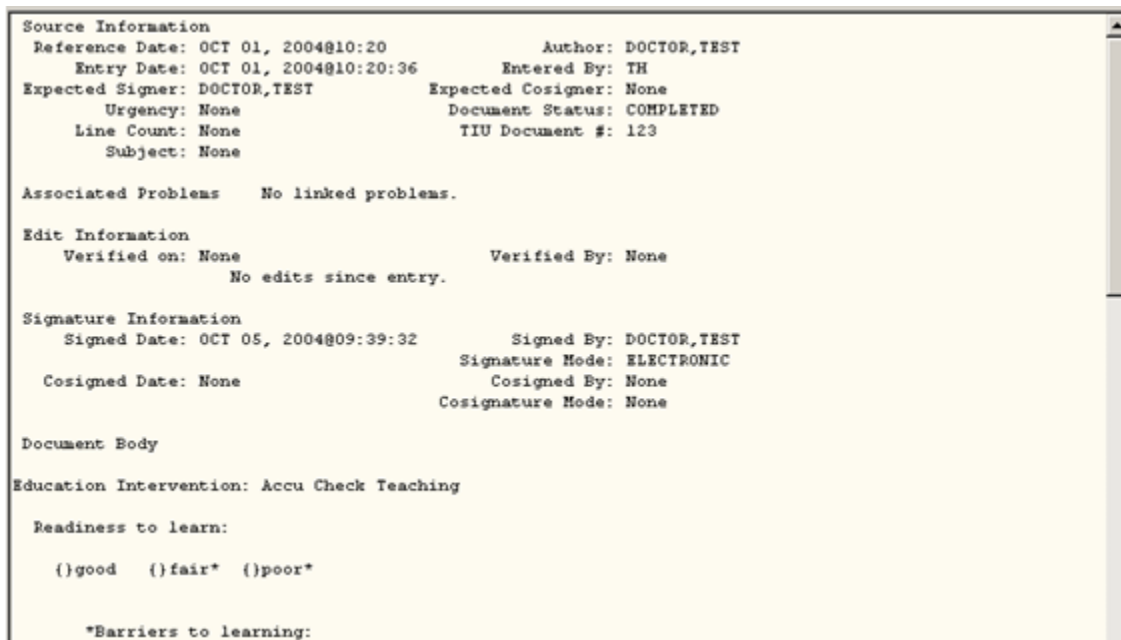 Source Information
Reference Date: OCT 01, 2004@10:20 Author: DOCTOR,TEST
Entry Date: OCT 01, 2004@10:20:36 Entered By: TH
Expected Signer: DOCTOR,TEST Expected Cosigner: None
Urgency: None Document Status: COMPLETED
Line Count: None TIU Document #: 123
Subject: None
Associated Problems No linked problems.
Edit Information
Verified on: None Verified By: None
No edits since entry.
Signature Information
Signed Date: OCT 05, 2004@09:39:32 Signed By: DOCTOR,TEST
Signature Mode: ELECTRONIC
Cosigned Date: None Cosigned By: None
Cosignature Mode: None
Document Body
Education Intervention: Accu Check Teaching
Readiness to learn:
{}good {}fair* {}poor*
*Barriers to learning: